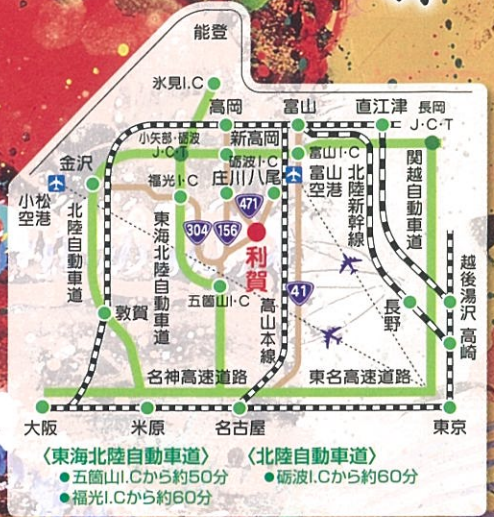 能登
氷見I.C
高岡
富山
直江津
長岡
J・C・T
小矢部・砺波
J・C・T
新高岡
金沢
砺波I・C
富山I・C
福光I・C
庄川
八尾
富山空港
小松空港
北陸自動車道
東海北陸自動車道
471
304
156
利賀
北陸新幹線
関越自動車道
五箇山I・C
高山本線
41
敦賀
長野
越後湯沢
高崎
名神高速道路
東名高速道路
大阪
米原
名古屋
東京
〈東海北陸自動車道〉
●五箇山I.Cから約50分
●福光I.Cから約60分
〈北陸自動車道〉
●砺波I.Cから約60分